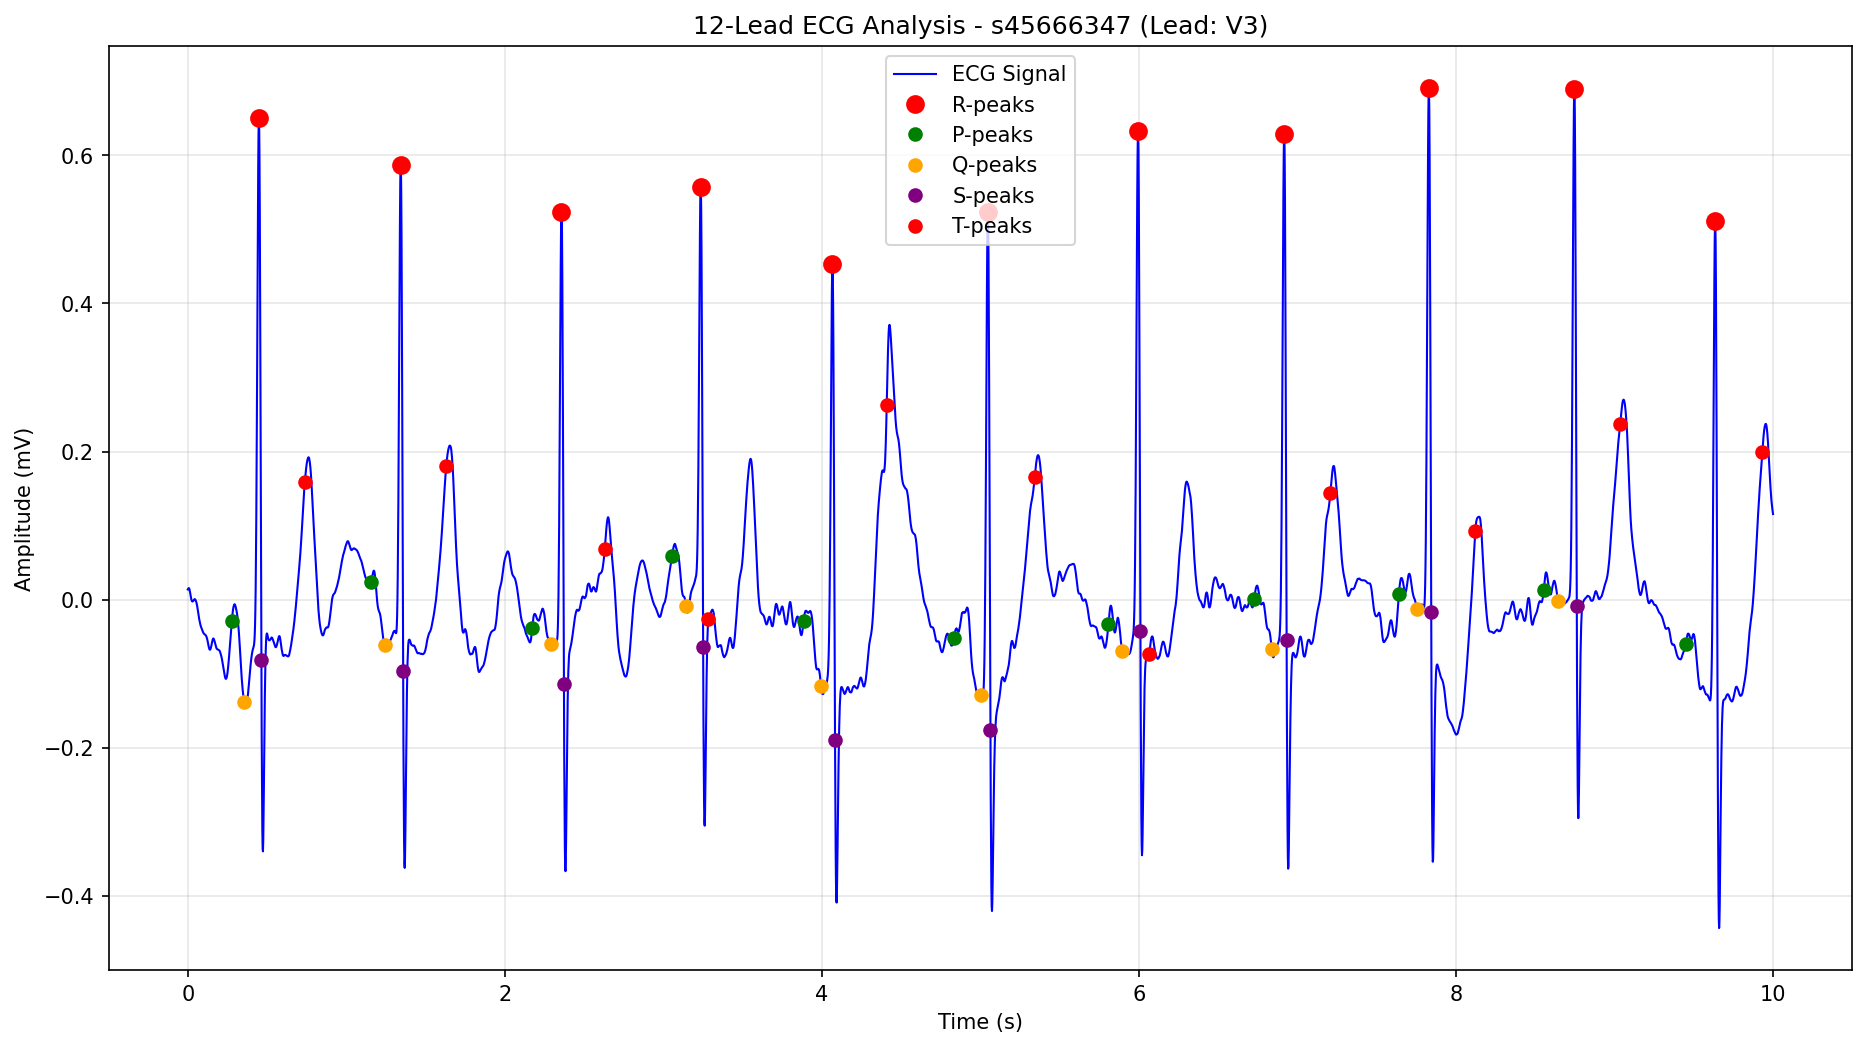 12-Lead ECG Analysis - s45666347 (Lead: V3)
ECG Signal
R-peaks
P-peaks
Q-peaks
S-peaks
T-peaks
Amplitude (mV)
0.6
0.4
0.2
0.0
−0.2
−0.4
0 2 4 6 8 10
Time (s)